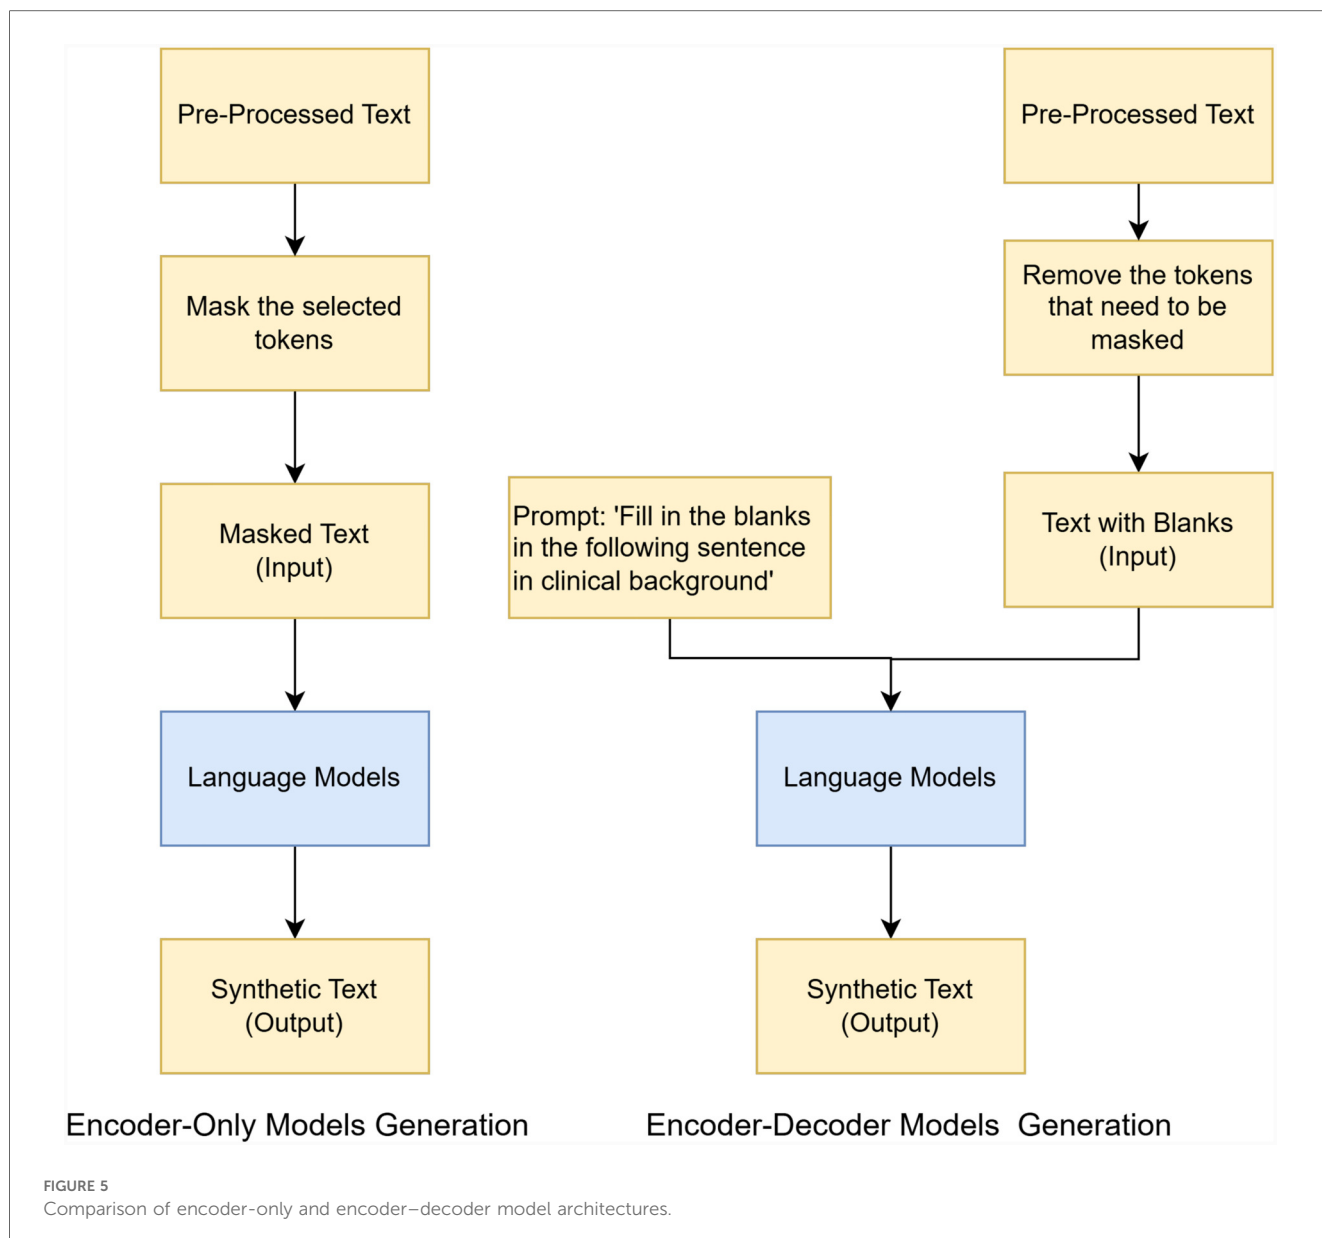 Pre-Processed Text
Mask the selected
tokens
Masked Text
(Input)
Language Models
Synthetic Text
(Output)
Encoder-Only Models Generation
Pre-Processed Text
Remove the tokens
that need to be
masked
Text with Blanks
(Input)
Prompt: 'Fill in the blanks
in the following sentence
in clinical background'
Language Models
Synthetic Text
(Output)
Encoder-Decoder Models  Generation
FIGURE 5
Comparison of encoder-only and encoder–decoder model architectures.